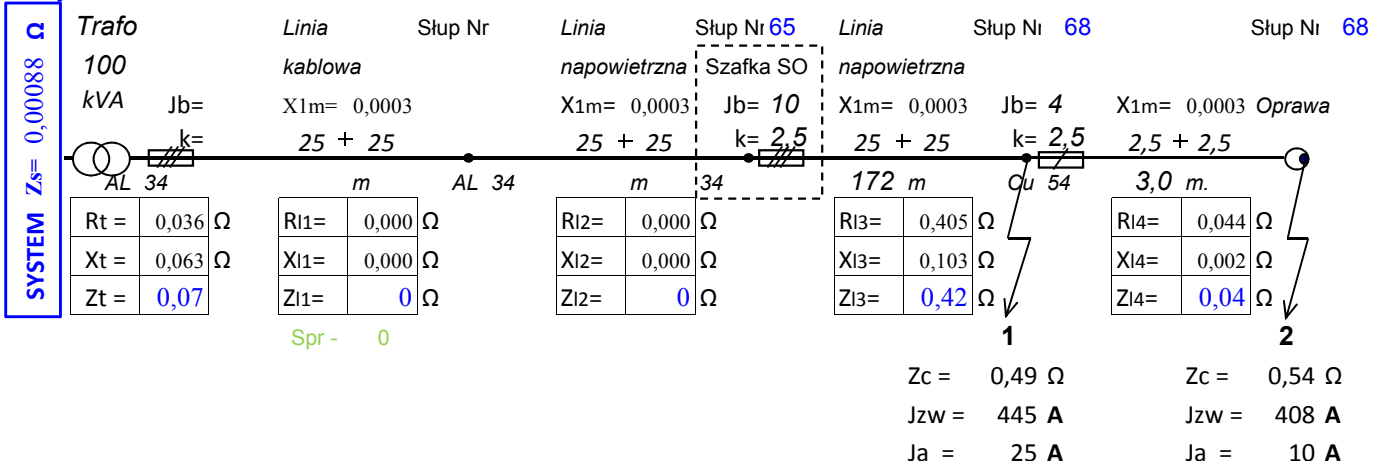 SYSTEM Zs= 0,00088 Ω
Trafo Linia Słup Nr Linia Słup Nr 65 Linia Słup Nr 68 Słup Nr 68
100 kablowa napowietrzna Szafka SO napowietrzna
kVA Jb= X1m= 0,0003 X1m= 0,0003 Jb= 10 X1m= 0,0003 Jb= 4 X1m= 0,0003 Oprawa
k= 25 + 25 25 + 25 k= 2,5 25 + 25 k= 2,5 2,5 + 2,5
AL 34 m AL 34 m 34 172 m Cu 54 3,0 m.
Rt = 0,036 Ω Rl1= 0,000 Ω Rl2= 0,000 Ω Rl3= 0,405 Ω Rl4= 0,044 Ω
Xt = 0,063 Ω Xl1= 0,000 Ω Xl2= 0,000 Ω Xl3= 0,103 Ω Xl4= 0,002 Ω
Zt = 0,07 Zl1= 0 Ω Zl2= 0 Ω Zl3= 0,42 Ω Zl4= 0,04 Ω
Spr - 0 1 2
Zc = 0,49 Ω Zc = 0,54 Ω
Jzw = 445 A Jzw = 408 A
Ja = 25 A Ja = 10 A